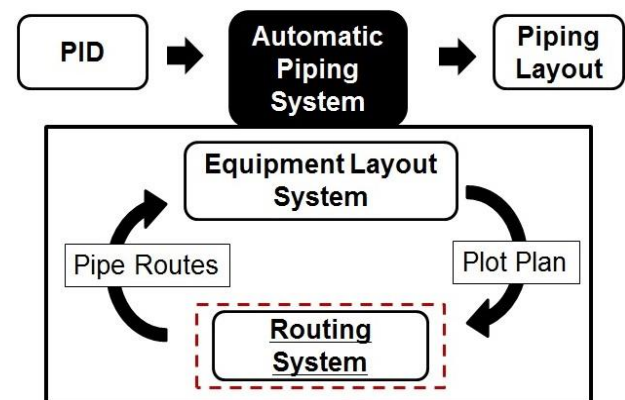 PID
Automatic
Piping
System
Piping
Layout
Equipment Layout
System
Pipe Routes
Plot Plan
Routing
System